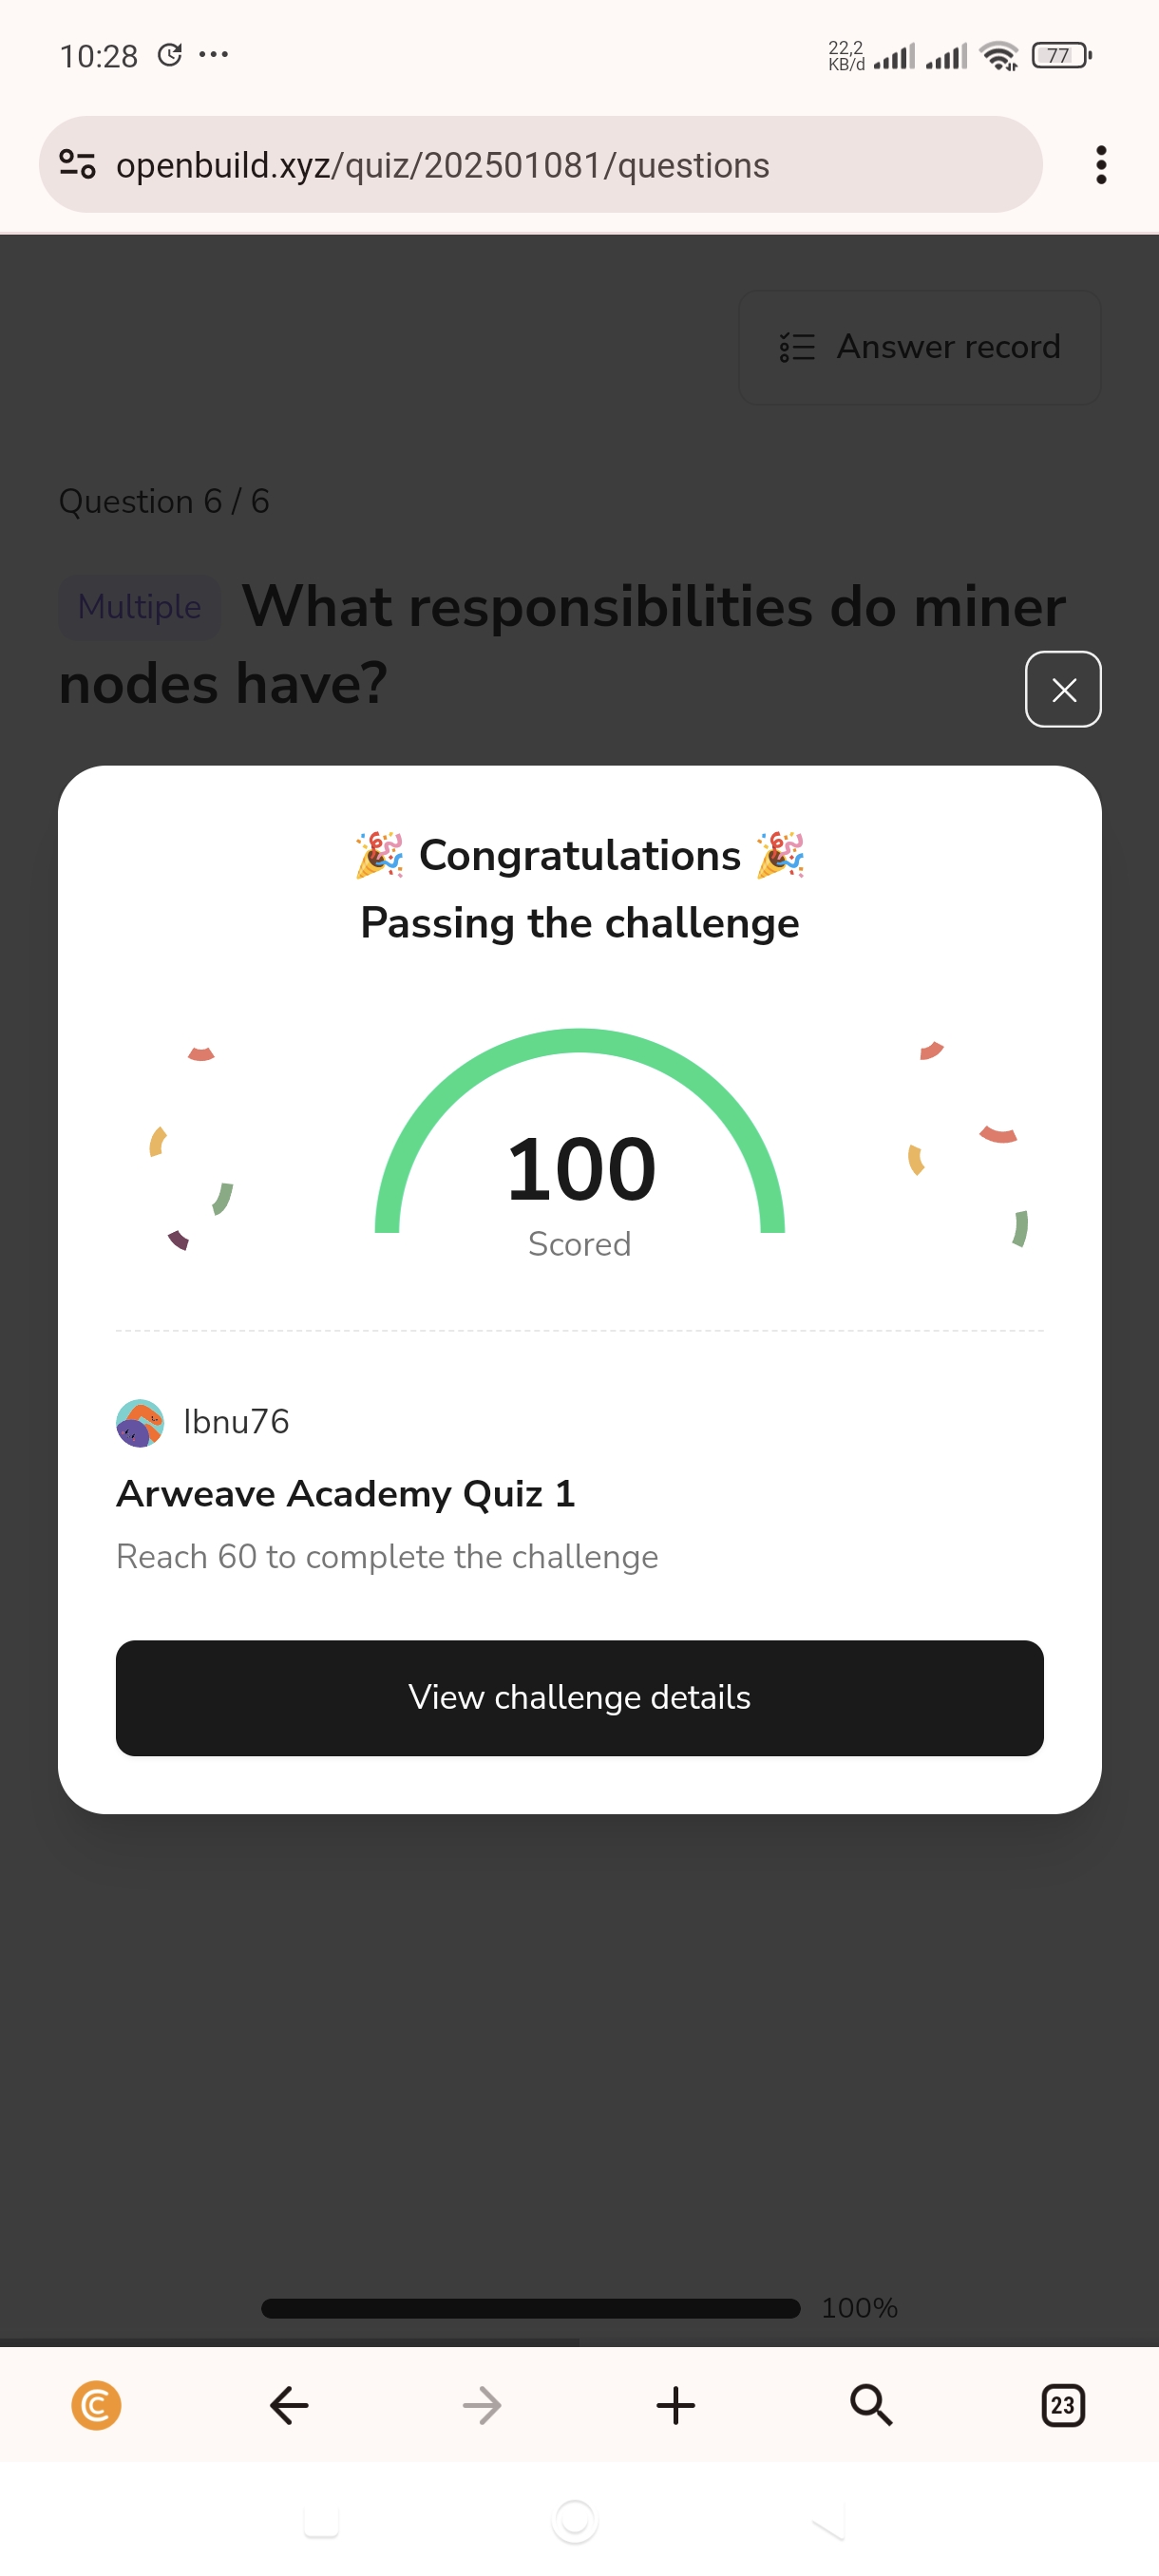 10:28
22,2
KB/d
77
openbuild.xyz/quiz/202501081/questions
Answer record
Question 6 / 6
Multiple What responsibilities do miner
nodes have?
🎉 Congratulations 🎉
Passing the challenge
100
Scored
Ibnu76
Arweave Academy Quiz 1
Reach 60 to complete the challenge
View challenge details
100%
23